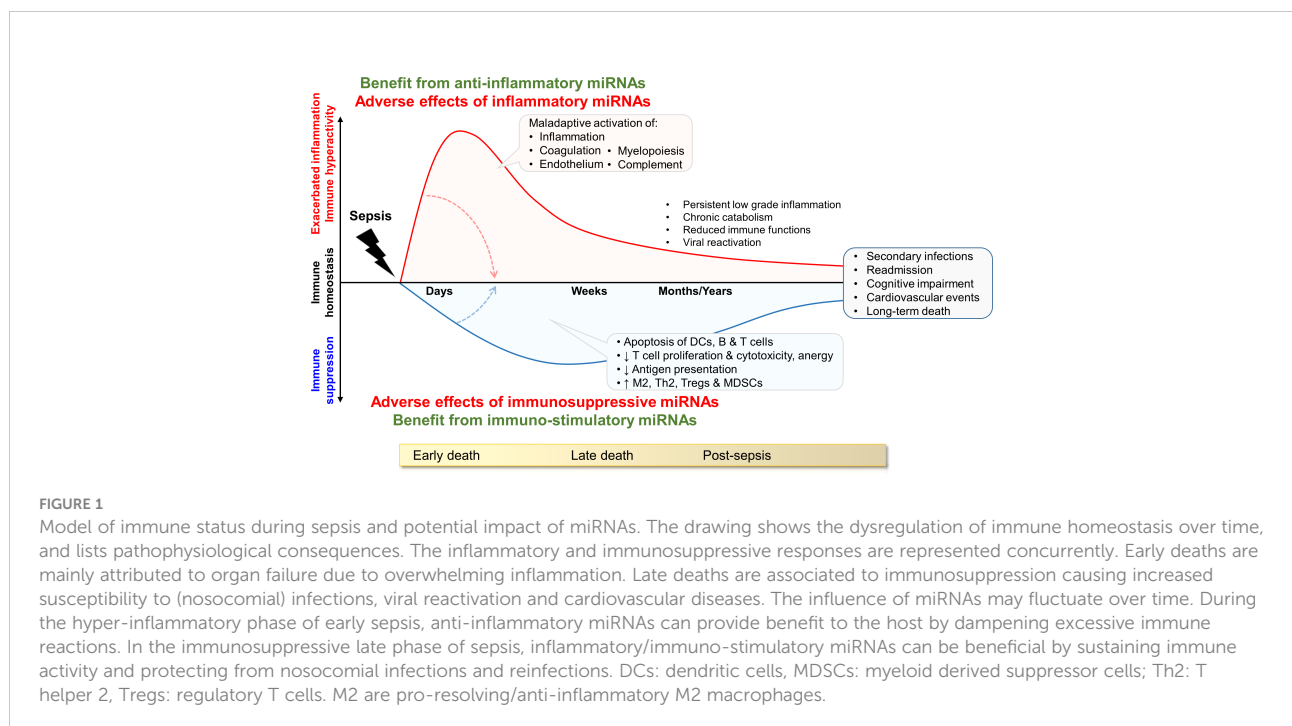 Benefit from anti-inflammatory miRNAs
Adverse effects of inflammatory miRNAs
Exacerbated inflammation
Immune hyperactivity
Maladaptive activation of:
• Inflammation
• Coagulation • Myelopoiesis
• Endothelium • Complement
Sepsis
• Persistent low grade inflammation
• Chronic catabolism
• Reduced immune functions
• Viral reactivation
Immune
homeostasis
Days Weeks Months/Years
• Secondary infections
• Readmission
• Cognitive impairment
• Cardiovascular events
• Long-term death
Immune
suppression
• Apoptosis of DCs, B & T cells
• ↓ T cell proliferation & cytotoxicity, anergy
• ↓ Antigen presentation
• ↑ M2, Th2, Tregs & MDSCs
Adverse effects of immunosuppressive miRNAs
Benefit from immuno-stimulatory miRNAs
Early death Late death Post-sepsis
FIGURE 1
Model of immune status during sepsis and potential impact of miRNAs. The drawing shows the dysregulation of immune homeostasis over time,
and lists pathophysiological consequences. The inflammatory and immunosuppressive responses are represented concurrently. Early deaths are
mainly attributed to organ failure due to overwhelming inflammation. Late deaths are associated to immunosuppression causing increased
susceptibility to (nosocomial) infections, viral reactivation and cardiovascular diseases. The influence of miRNAs may fluctuate over time. During
the hyper-inflammatory phase of early sepsis, anti-inflammatory miRNAs can provide benefit to the host by dampening excessive immune
reactions. In the immunosuppressive late phase of sepsis, inflammatory/immuno-stimulatory miRNAs can be beneficial by sustaining immune
activity and protecting from nosocomial infections and reinfections. DCs: dendritic cells, MDSCs: myeloid derived suppressor cells; Th2: T
helper 2, Tregs: regulatory T cells. M2 are pro-resolving/anti-inflammatory M2 macrophages.